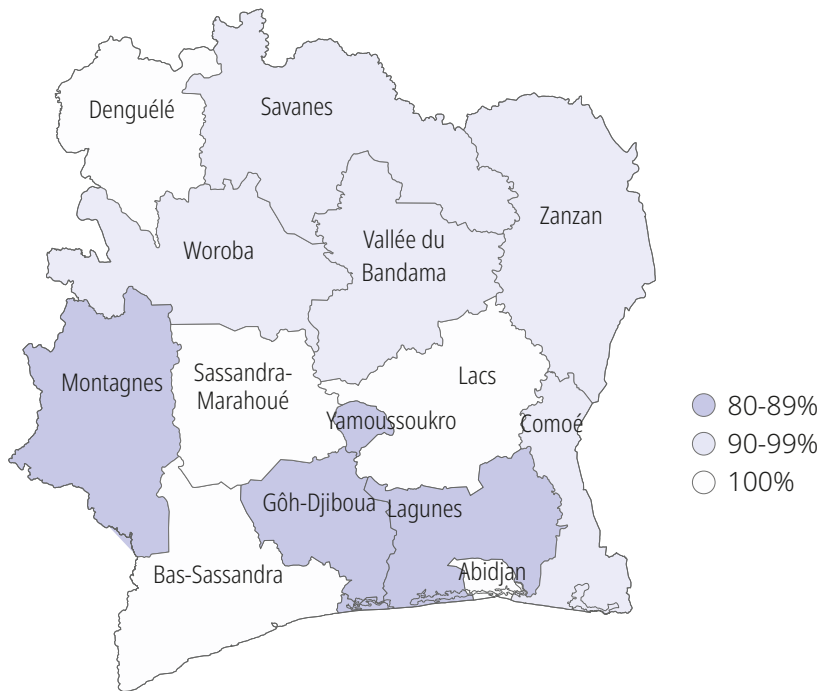 Denguélé
Savanes
Zanzan
Woroba
Vallée du
Bandama
Montagnes
Sassandra-
Marahoué
Lacs
Yamoussoukro
Comoé
Gôh-Djiboua
Lagunes
Bas-Sassandra
Abidjan
80-89%
90-99%
100%